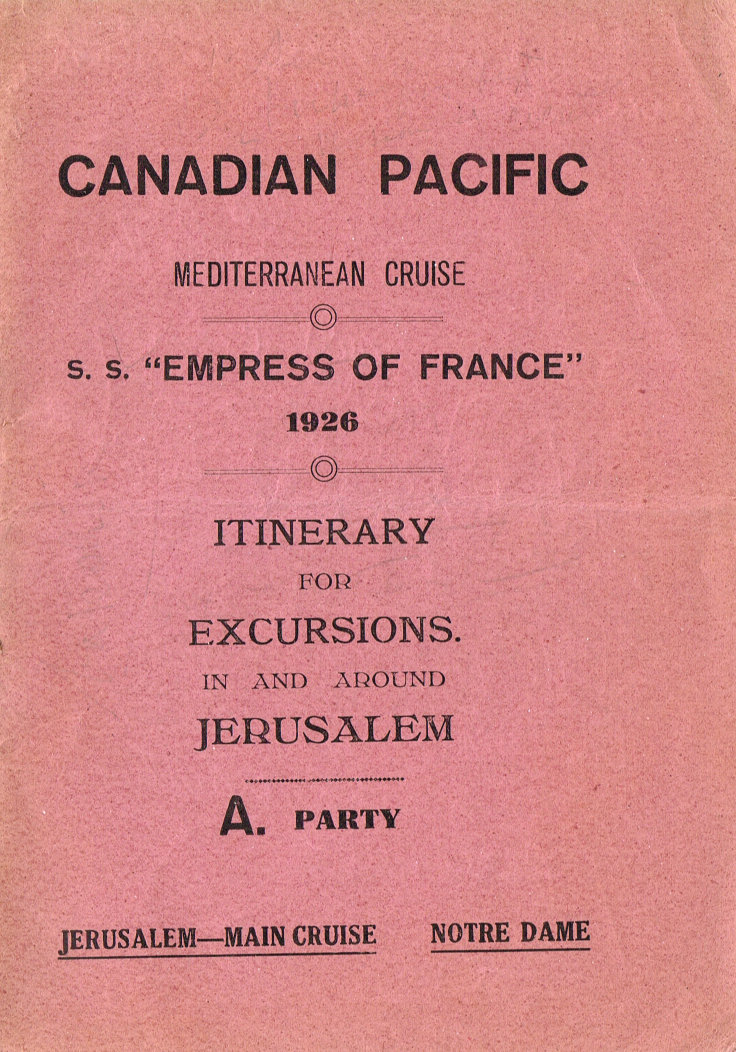 CANADIAN PACIFIC
MEDITERRANEAN CRUISE
S. S. “EMPRESS OF FRANCE”
1926
ITINERARY
FOR
EXCURSIONS.
IN AND AROUND
JERUSALEM
A. PARTY
JERUSALEM—MAIN CRUISE NOTRE DAME